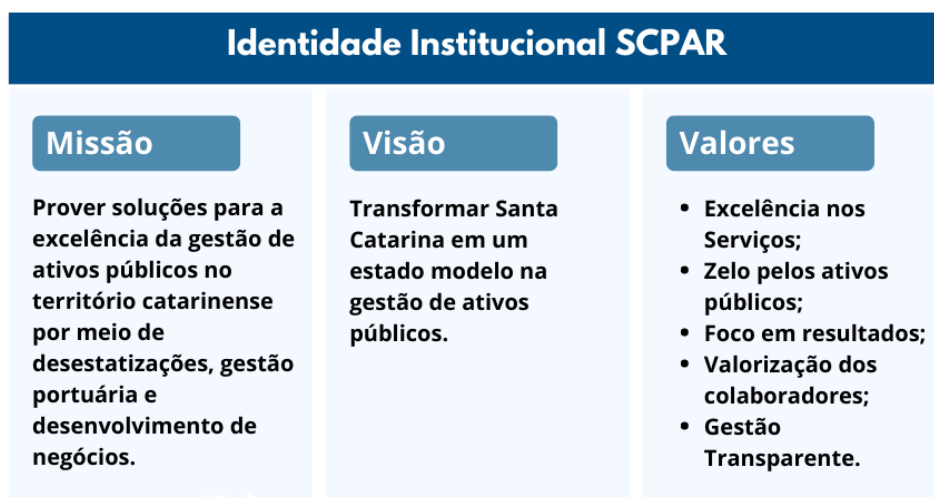 Identidade Institucional SCPAR
Missão
Prover soluções para a
excelência da gestão de
ativos públicos no
território catarinense
por meio de
desestatizações, gestão
portuária e
desenvolvimento de
negócios.
Visão
Transformar Santa
Catarina em um
estado modelo na
gestão de ativos
públicos.
Valores
• Excelência nos
Serviços;
• Zelo pelos ativos
públicos;
• Foco em resultados;
• Valorização dos
colaboradores;
• Gestão
Transparente.